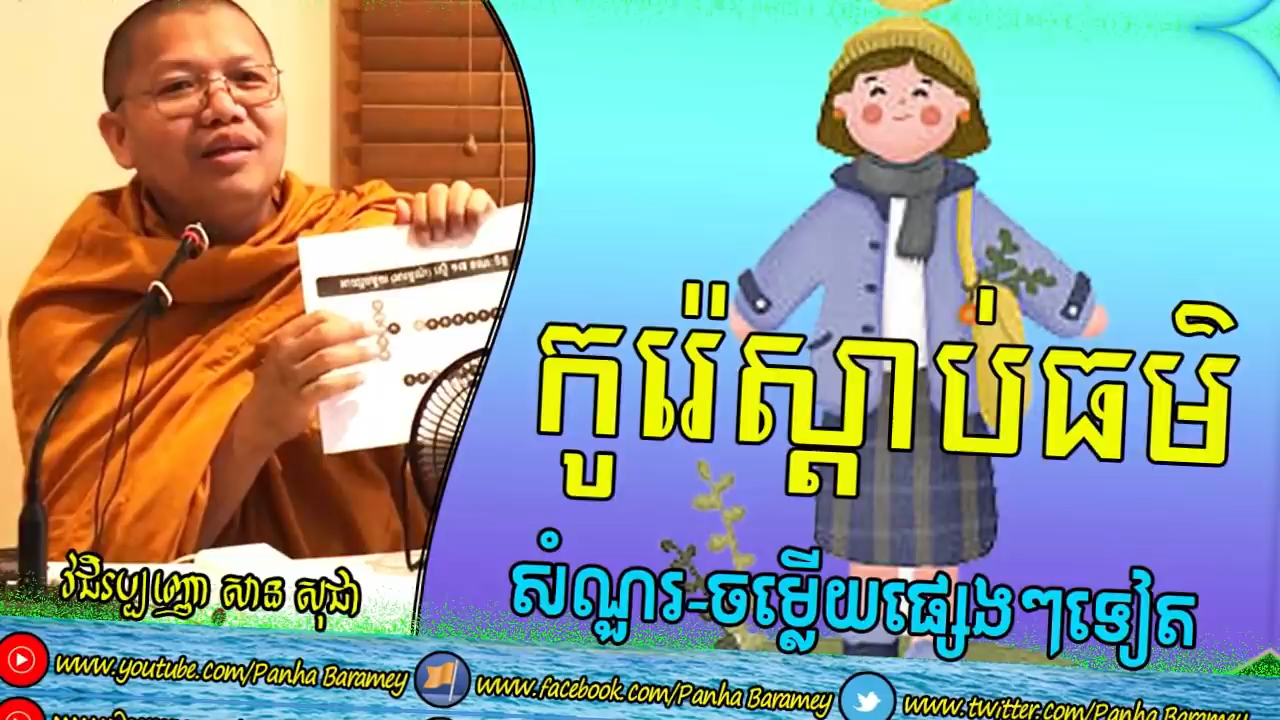 កូរ៉េស្តាប់ធម៌
សំណួរ-ចម្លើយផ្សេងៗទៀត
វជិរប្បញ្ញោ សាន សុជា
www.youtube.com/Panha Baramey
www.facebook.com/Panha Baramey
www.twitter.com/Panha Baramey